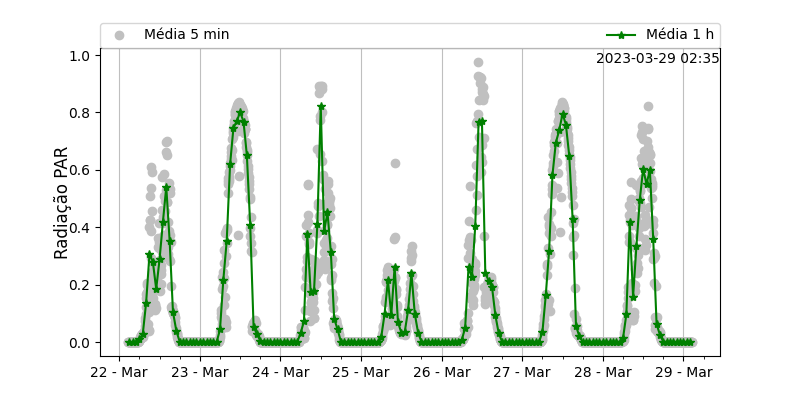 Média 5 min
Média 1 h
2023-03-29 02:35
Radiação PAR
1.0
0.8
0.6
0.4
0.2
0.0
22 - Mar
23 - Mar
24 - Mar
25 - Mar
26 - Mar
27 - Mar
28 - Mar
29 - Mar